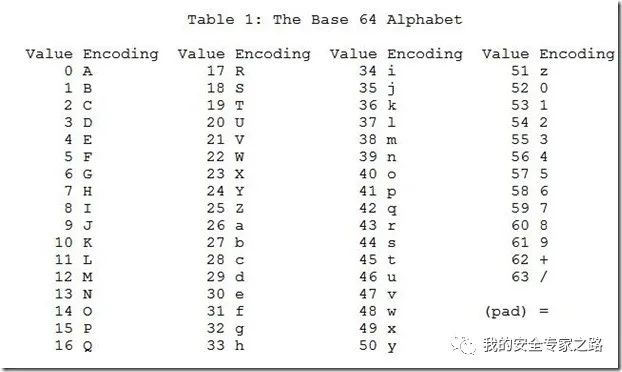 Table 1: The Base 64 Alphabet
Value Encoding Value Encoding Value Encoding Value Encoding
0 A 17 R 34 i 51 z
1 B 18 S 35 j 52 0
2 C 19 T 36 k 53 1
3 D 20 U 37 l 54 2
4 E 21 V 38 m 55 3
5 F 22 W 39 n 56 4
6 G 23 X 40 o 57 5
7 H 24 Y 41 p 58 6
8 I 25 Z 42 q 59 7
9 J 26 a 43 r 60 8
10 K 27 b 44 s 61 9
11 L 28 c 45 t 62 +
12 M 29 d 46 u 63 /
13 N 30 e 47 v
14 O 31 f 48 w (pad) =
15 P 32 g 49 x
16 Q 33 h 50 y
我的安全专家之路